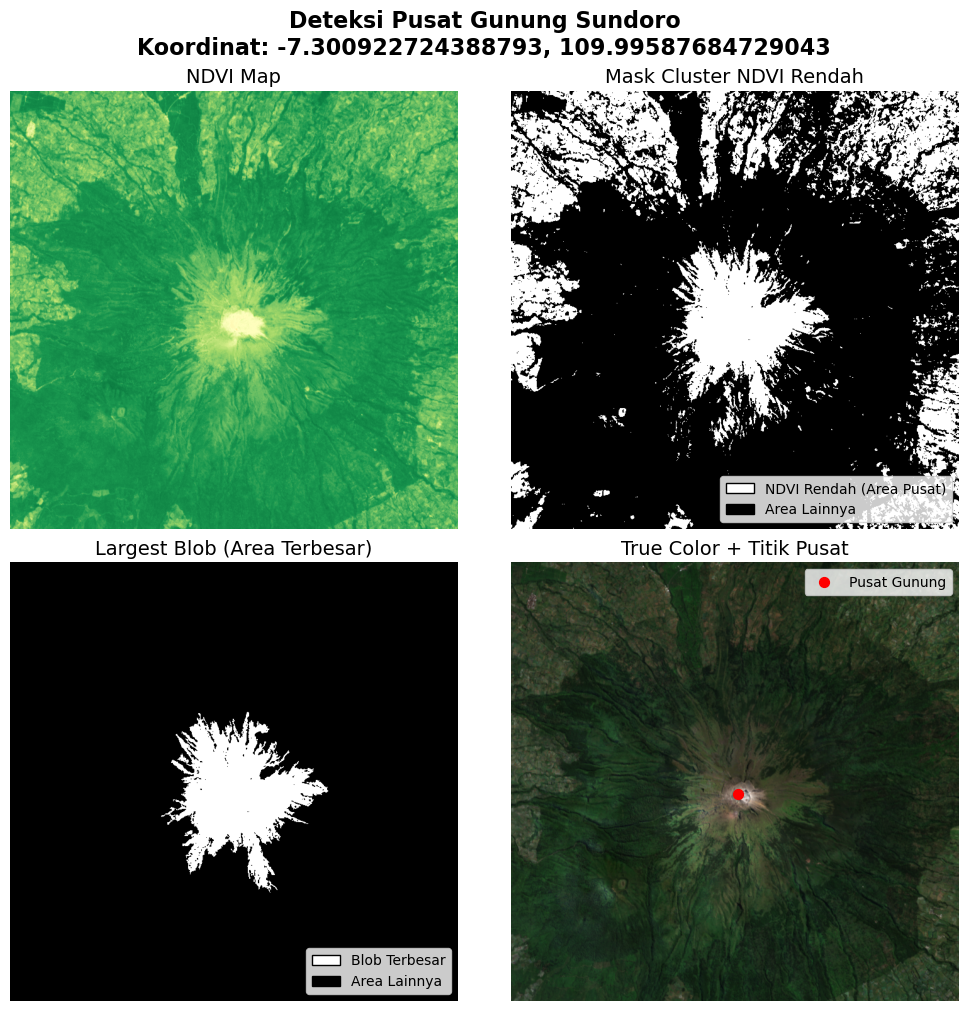 Deteksi Pusat Gunung Sundoro
Koordinat: -7.300922724388793, 109.99587684729043
NDVI Map
Mask Cluster NDVI Rendah
NDVI Rendah (Area Pusat)
Area Lainnya
Largest Blob (Area Terbesar)
True Color + Titik Pusat
Pusat Gunung
Blob Terbesar
Area Lainnya